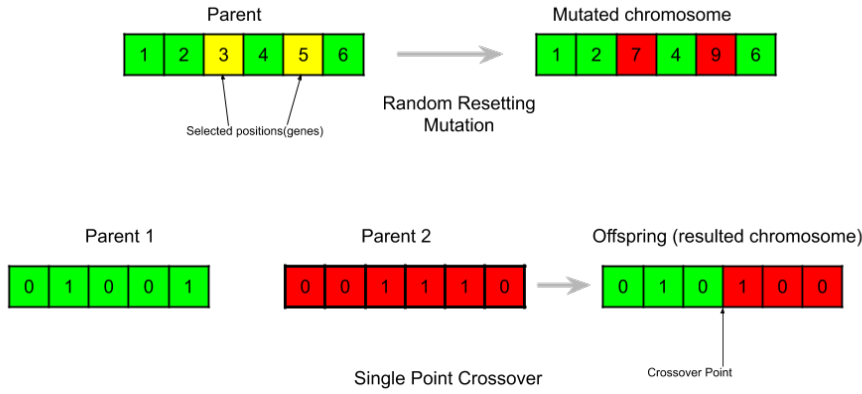 Parent
Mutated chromosome
1 2 3 4 5 6
1 2 7 4 9 6
Random Resetting
Mutation
Selected positions(genes)
Parent 1
Parent 2
Offspring (resulted chromosome)
0 1 0 0 1
0 0 1 1 1 0
0 1 0 1 0 0
Crossover Point
Single Point Crossover